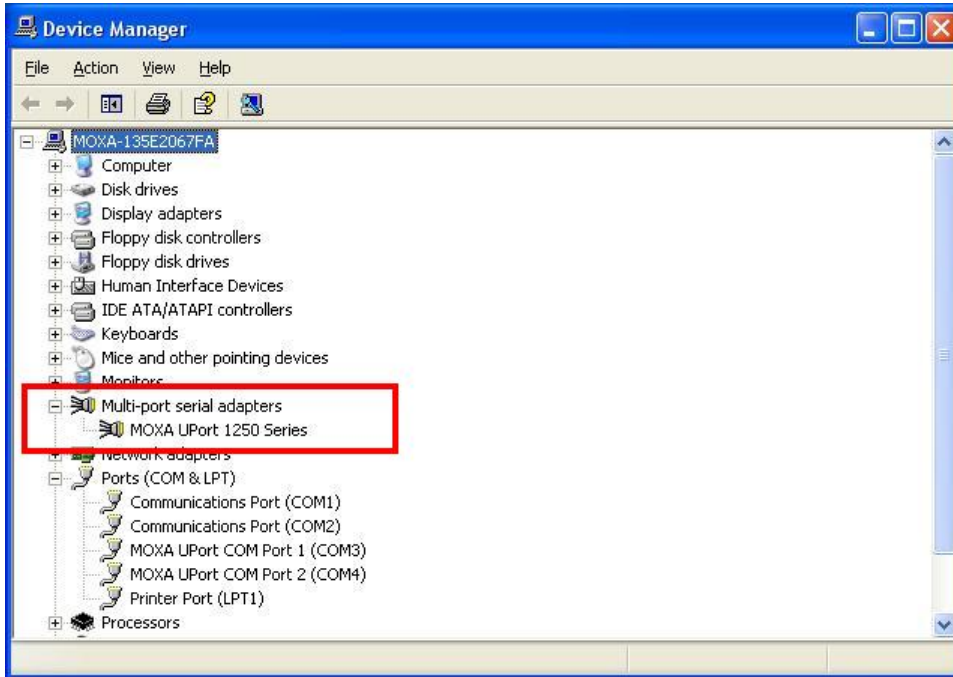 Device Manager
File Action View Help
MOXA-135E2067FA
Computer
Disk drives
Display adapters
Floppy disk controllers
Floppy disk drives
Human Interface Devices
IDE ATA/ATAPI controllers
Keyboards
Mice and other pointing devices
Monitors
Multi-port serial adapters
MOXA UPort 1250 Series
Network adapters
Ports (COM & LPT)
Communications Port (COM1)
Communications Port (COM2)
MOXA UPort COM Port 1 (COM3)
MOXA UPort COM Port 2 (COM4)
Printer Port (LPT1)
Processors